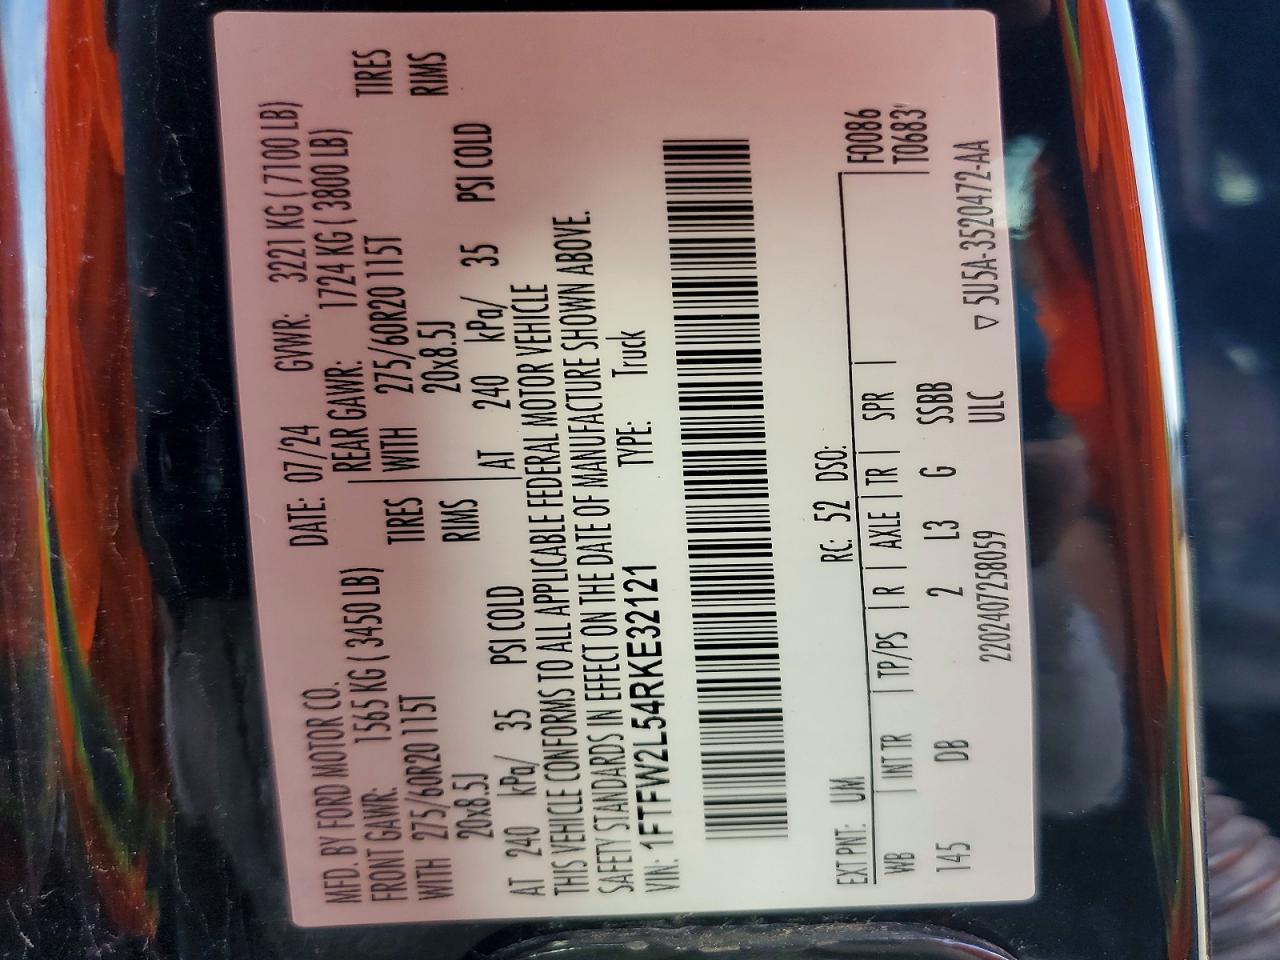 MFD. BY FORD MOTOR CO.
DATE: 07/24 GVWR: 3221 KG ( 7100 LB)
FRONT GAWR: 1565 KG ( 3450 LB) REAR GAWR: 1724 KG ( 3800 LB)
WITH 275/60R20 115T TIRES WITH 275/60R20 115T TIRES
20x8.5J RIMS 20x8.5J RIMS
AT 240 kPa/ 35 PSI COLD AT 240 kPa/ 35 PSI COLD
THIS VEHICLE CONFORMS TO ALL APPLICABLE FEDERAL MOTOR VEHICLE
SAFETY STANDARDS IN EFFECT ON THE DATE OF MANUFACTURE SHOWN ABOVE.
VIN: 1FTFW2L54RKE32121 TYPE: Truck
EXT PNT: UM RC: 52 DSO: F0086
WB INT TR TP/PS R AXLE TR SPR T0683
145 DB 2 L3 G SSBB
2202407258059 ULC ▽ 5U5A-3520472-AA